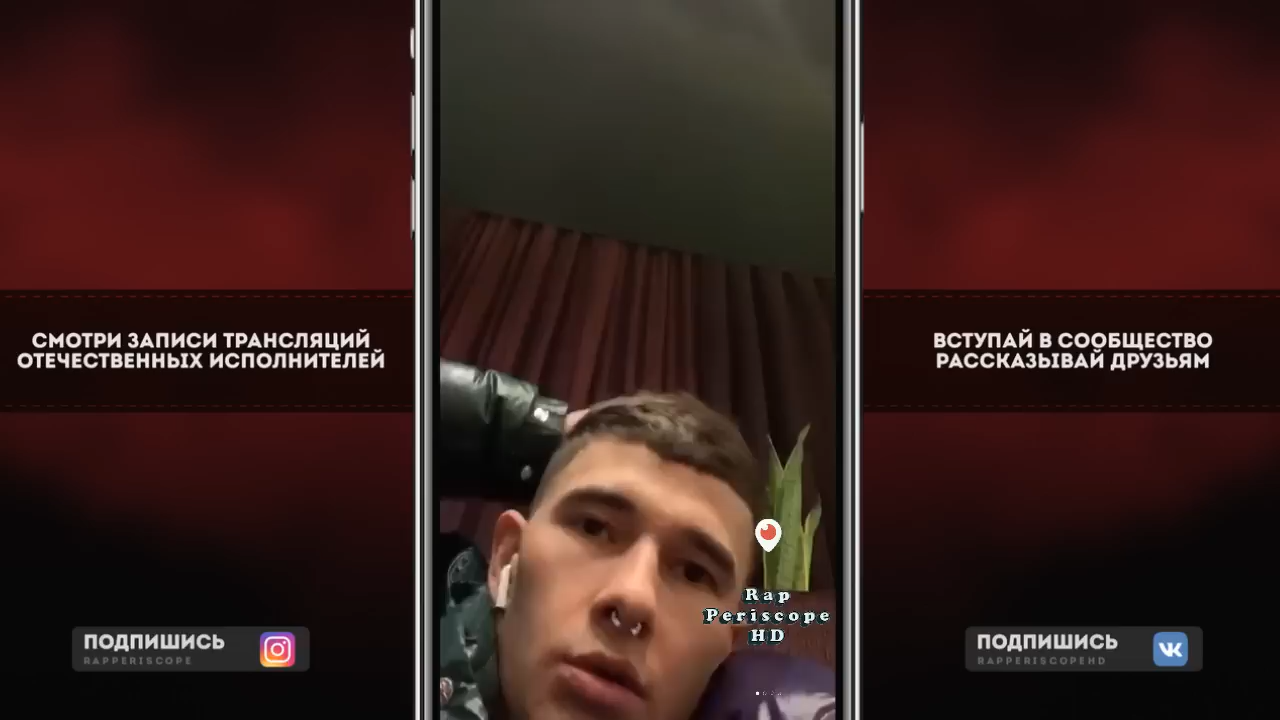 СМОТРИ ЗАПИСИ ТРАНСЛЯЦИЙ
ОТЕЧЕСТВЕННЫХ ИСПОЛНИТЕЛЕЙ
ВСТУПАЙ В СООБЩЕСТВО
РАССКАЗЫВАЙ ДРУЗЬЯМ
Rap
Periscope
HD
ПОДПИШИСЬ
RAPPERISCOPE
ПОДПИШИСЬ
RAPPERISCOPEHD